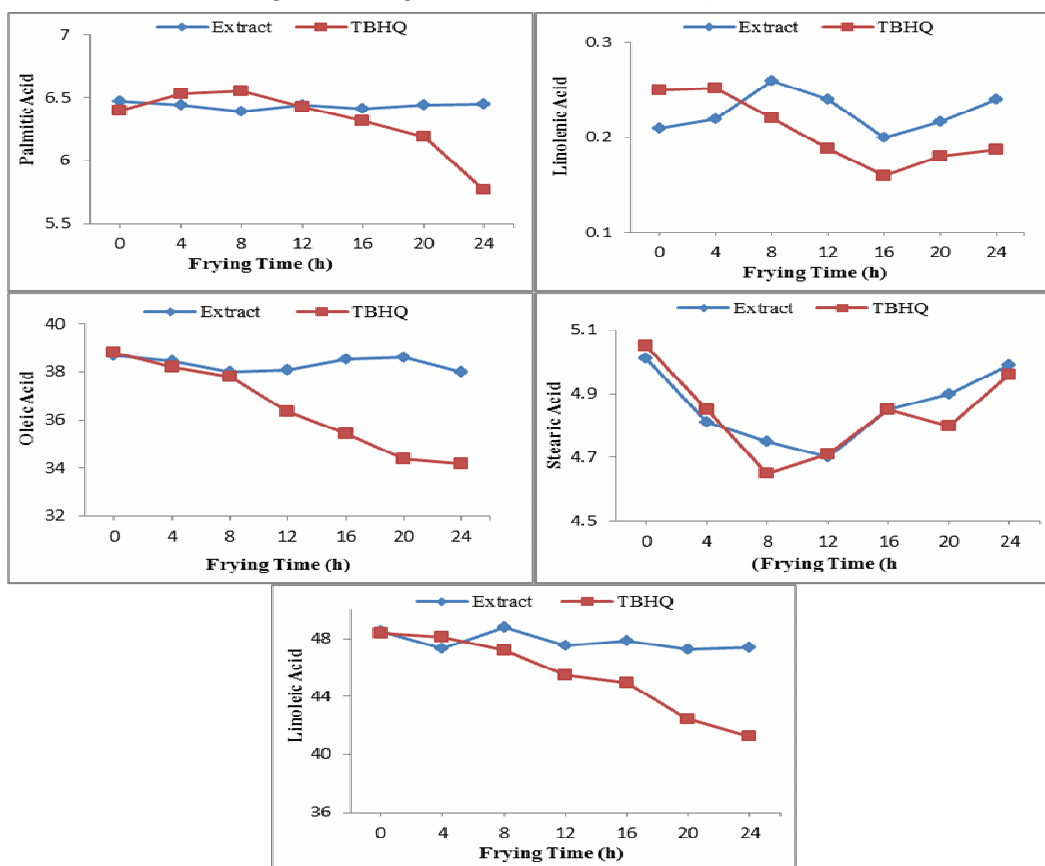 Extract TBHQ
7
6.5
6
5.5
Palmitic Acid
0 4 8 12 16 20 24
Frying Time (h)
Extract TBHQ
0.3
0.2
0.1
Linolenic Acid
0 4 8 12 16 20 24
Frying Time (h)
Extract TBHQ
40
38
36
34
32
Oleic Acid
0 4 8 12 16 20 24
Frying Time (h)
Extract TBHQ
5.1
4.9
4.7
4.5
Stearic Acid
0 4 8 12 16 20 24
(Frying Time (h
Extract TBHQ
48
44
40
36
Linoleic Acid
0 4 8 12 16 20 24
Frying Time (h)